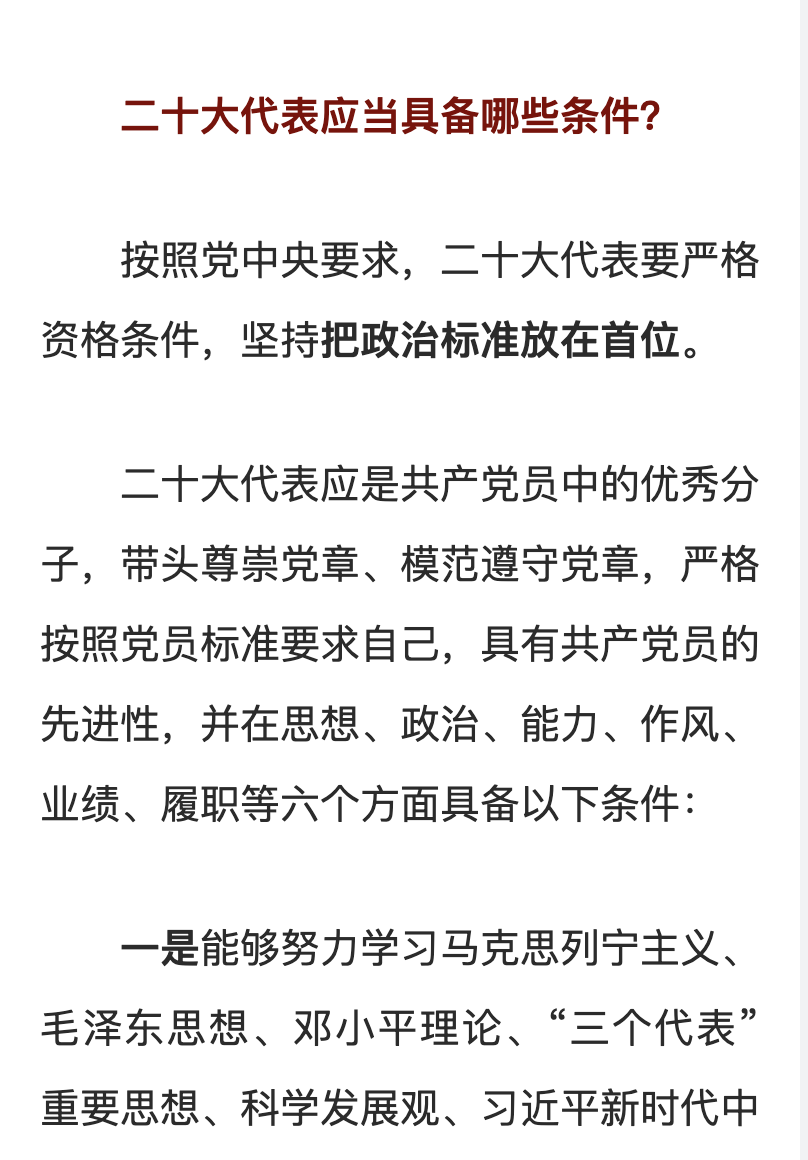 二十大代表应当具备哪些条件?
按照党中央要求，二十大代表要严格
资格条件，坚持把政治标准放在首位。
二十大代表应是共产党员中的优秀分
子，带头尊崇党章、模范遵守党章，严格
按照党员标准要求自己，具有共产党员的
先进性，并在思想、政治、能力、作风、
业绩、履职等六个方面具备以下条件：
一是能够努力学习马克思列宁主义、
毛泽东思想、邓小平理论、“三个代表”
重要思想、科学发展观、习近平新时代中